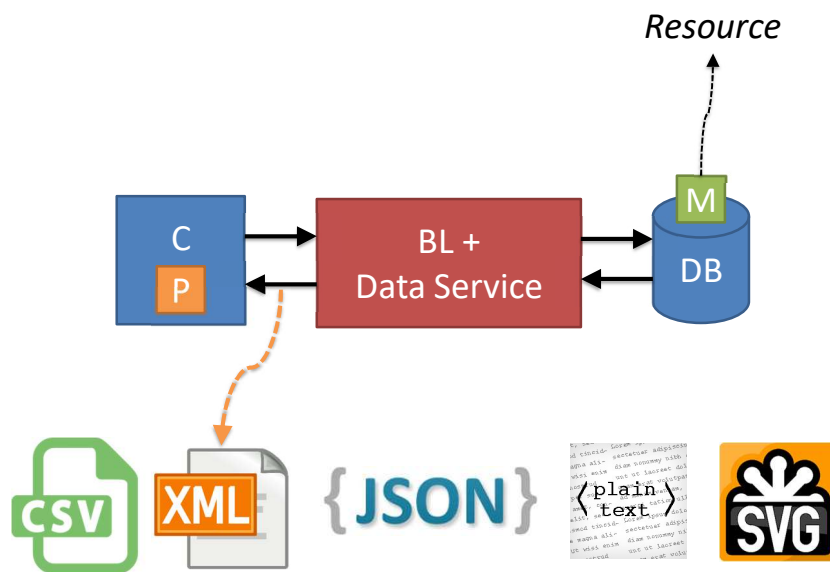 Resource
M
C
BL +
Data Service
DB
P
CSV
XML
{JSON}
<plain
text>
SVG